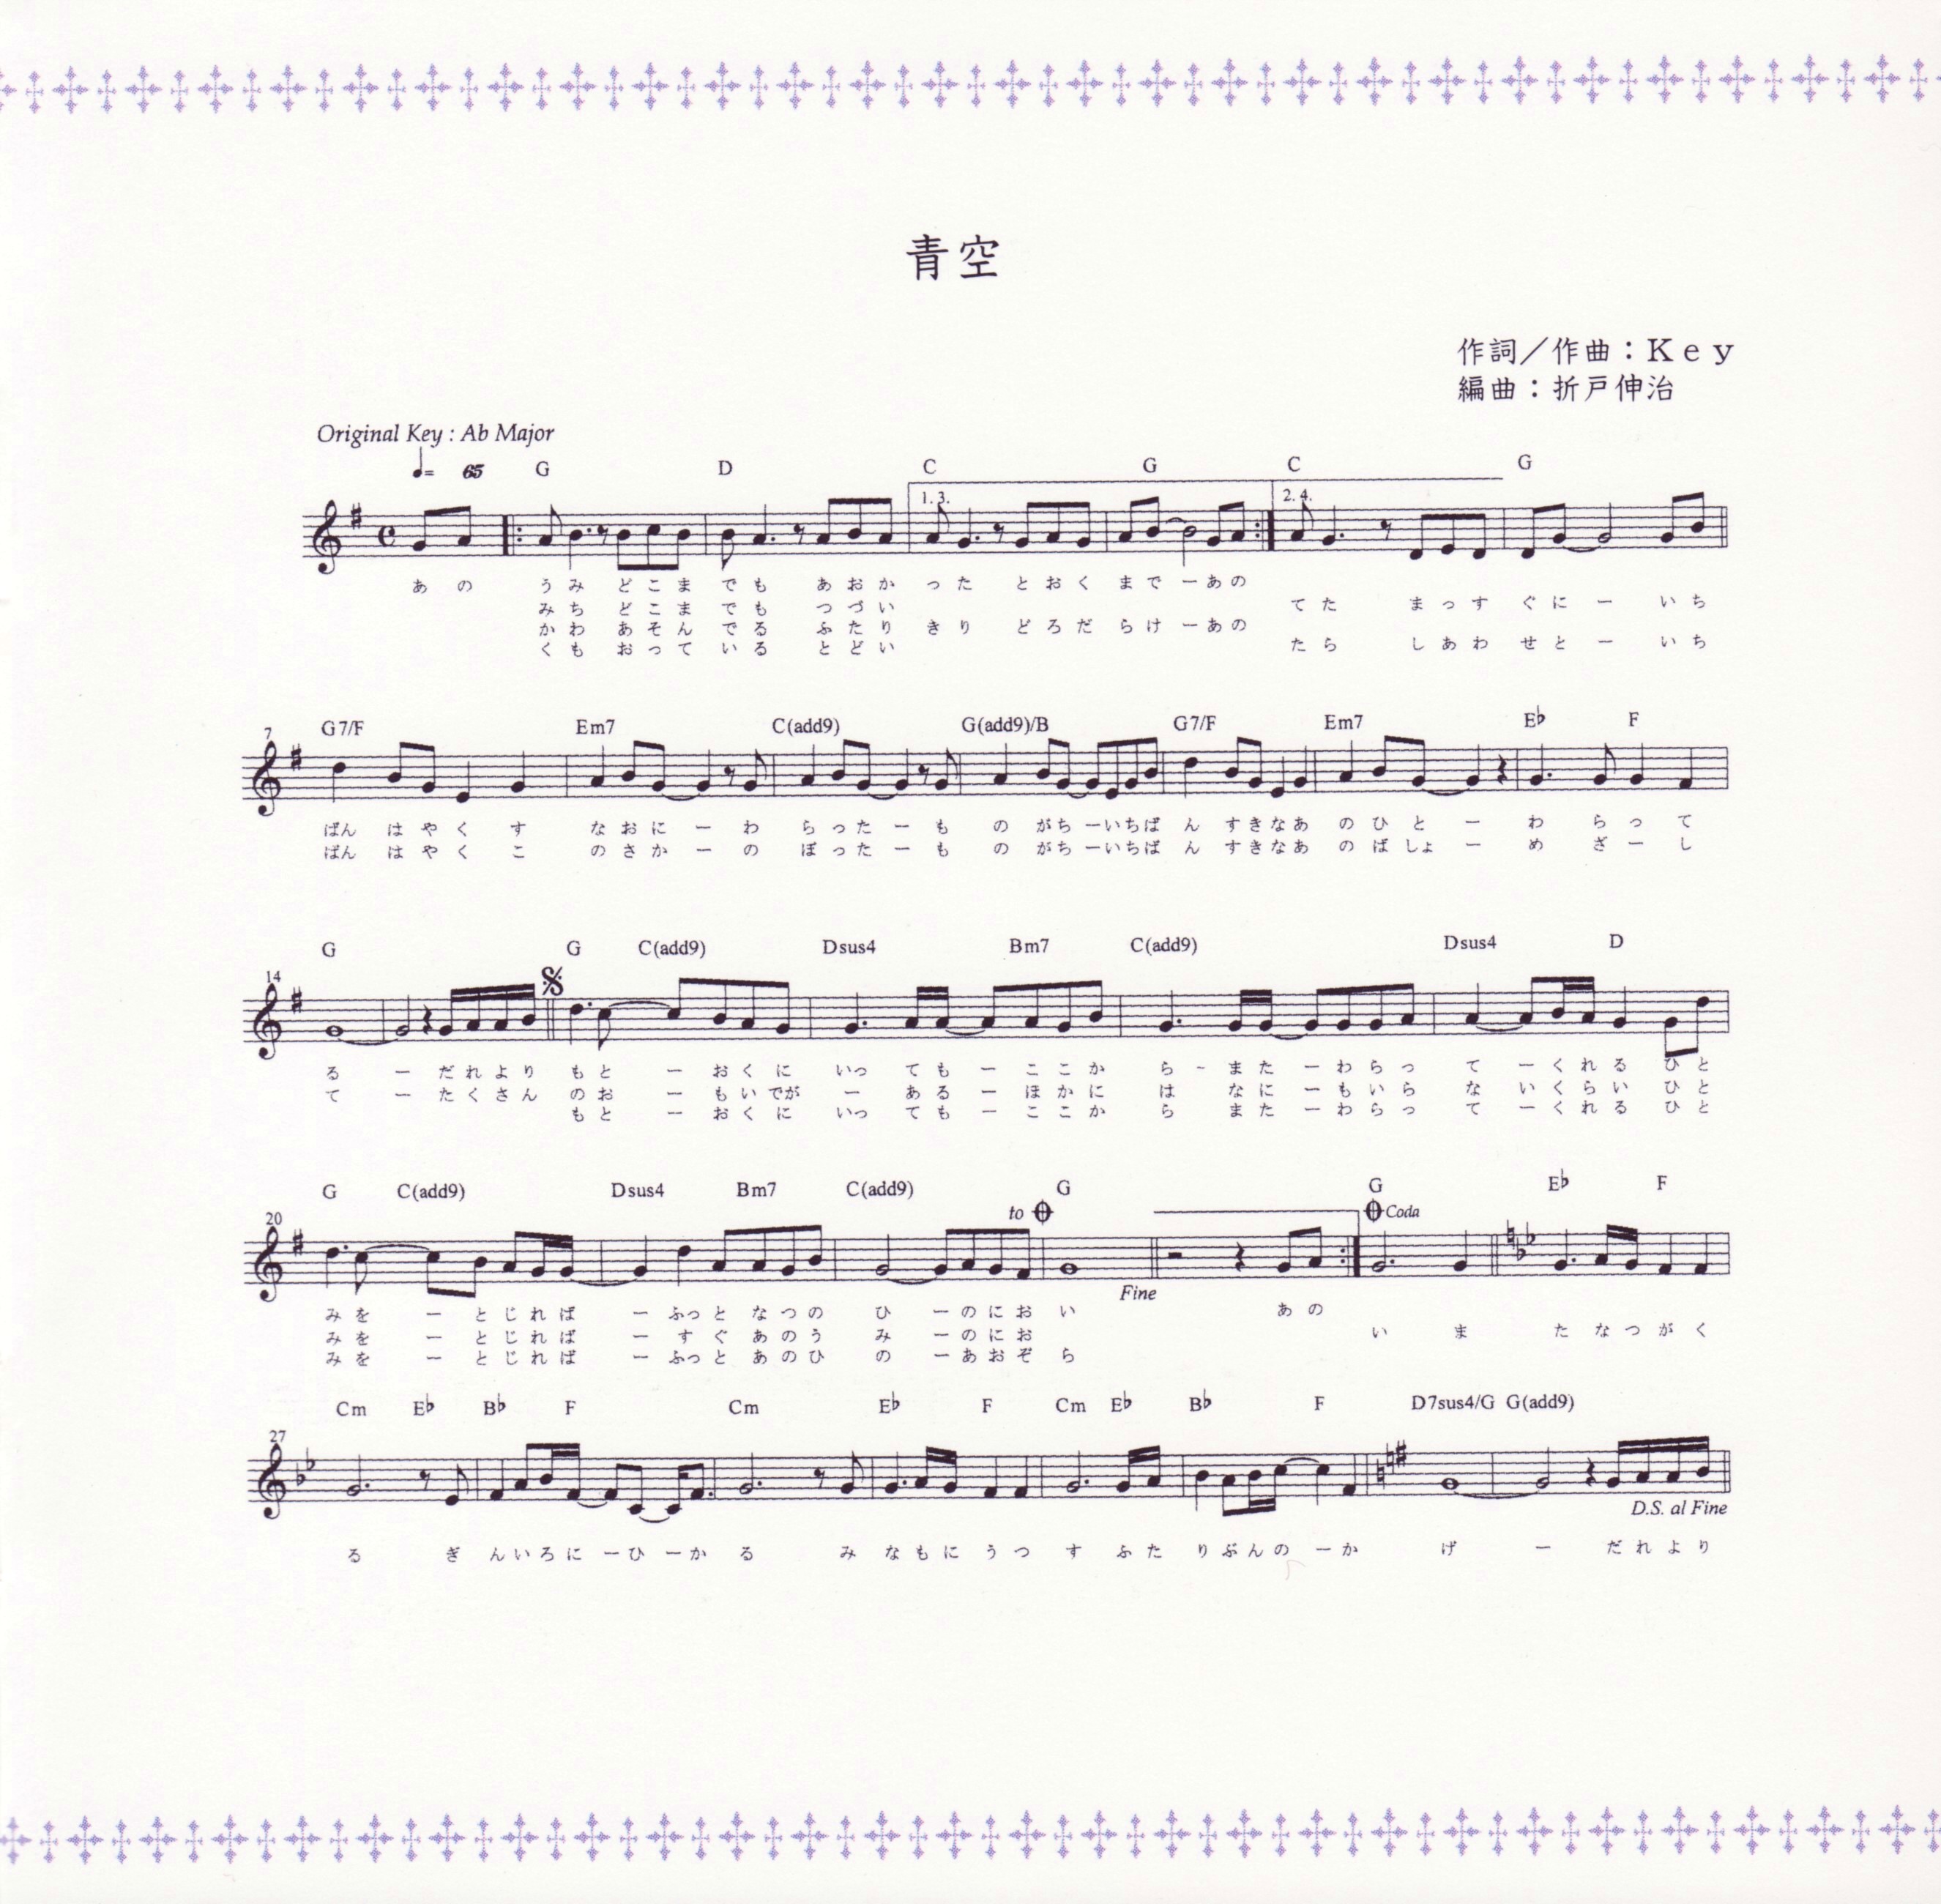 青空
作詞／作曲：Ｋｅｙ
編曲：折戸伸治
Original Key : Ab Major
♩= 65 G D C G C G
1. 3. 2. 4.
あ の う み ど こ ま で も あ お か っ た と お く ま で ー あ の
み ち ど こ ま で も つ づ い て た ま っ す ぐ に ー い ち
か わ あ そ ん で る ふ た り き り ど ろ だ ら け ー あ の
く も お っ て い る と ど い た ら し あ わ せ と ー い ち
7 G7/F Em7 C(add9) G(add9)/B G7/F Em7 E♭ F
ばん は や く す な お に ー わ ら っ た ー も の が ち ー い ち ば ん す き な あ の ひ と ー わ ら っ て
ばん は や く こ の さ か ー の ぼ っ た ー も の が ち ー い ち ば ん す き な あ の ば しょ ー め ざ ー し
14 G G C(add9) Dsus4 Bm7 C(add9) Dsus4 D
る ー だ れ よ り も と ー お く に いっ て も ー こ こ か ら - ま た ー わ ら っ て ー く れ る ひ と
て ー た く さ ん の お ー も い でが ー あ る ー ほ か に は な に ー も い ら な い く ら い ひ と
も と ー お く に いっ て も ー こ こ か ら ま た ー わ ら っ て ー く れ る ひ と
20 G C(add9) Dsus4 Bm7 C(add9) to G G Coda E♭ F
Fine
み を ー と じ れ ば ー ふっ と な つ の ひ ー の に お い あ の
み を ー と じ れ ば ー す ぐ あ の う み ー の に お い ま た な つ が く
み を ー と じ れ ば ー ふっ と あ の ひ の ー あ お ぞ ら
27 Cm E♭ B♭ F Cm E♭ F Cm E♭ B♭ F D7sus4/G G(add9)
D.S. al Fine
る ぎ ん い ろ に ー ひ ー か る み な も に う つ す ふ た り ぶ ん の ー か げ ー だ れ よ り